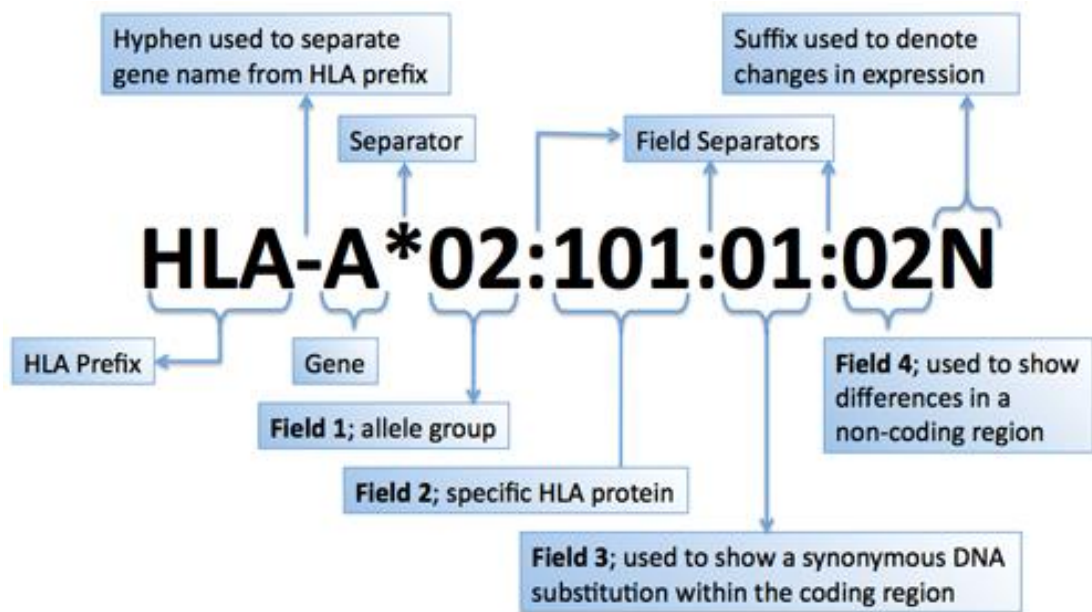 Hyphen used to separate
gene name from HLA prefix
Suffix used to denote
changes in expression
Separator
Field Separators
HLA-A*02:101:01:02N
HLA Prefix
Gene
Field 4; used to show
differences in a
non-coding region
Field 1; allele group
Field 2; specific HLA protein
Field 3; used to show a synonymous DNA
substitution within the coding region